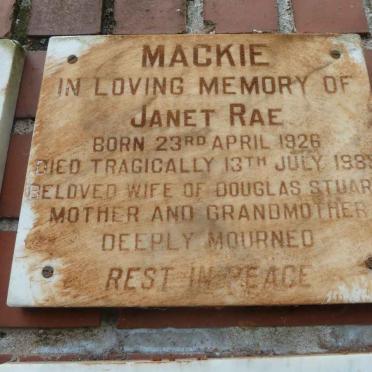 MACKIE
IN LOVING MEMORY OF
JANET RAE
BORN 23RD APRIL 1926
DIED TRAGICALLY 13TH JULY
BELOVED WIFE OF DOUGLAS
MOTHER AND GRANDMOTHER
DEEPLY MOURNED
REST IN PEACE